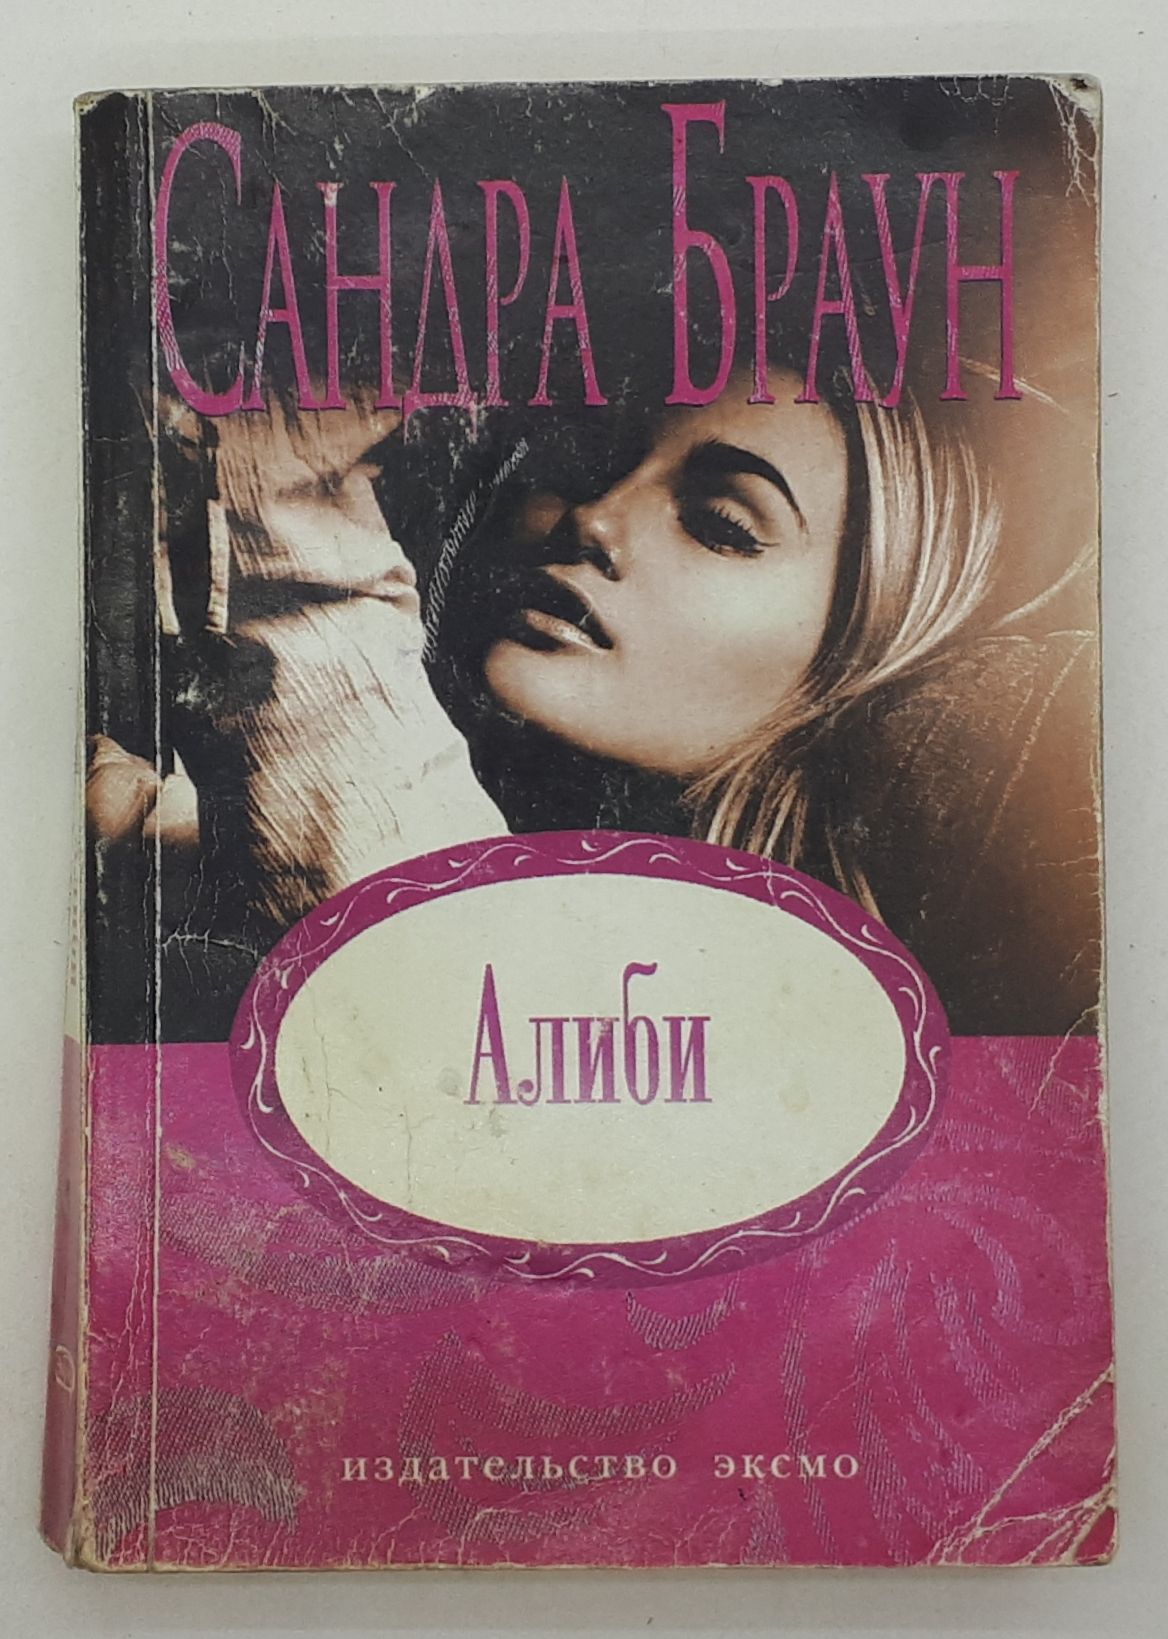 Сандра Браун
Алиби
издательство эксмо